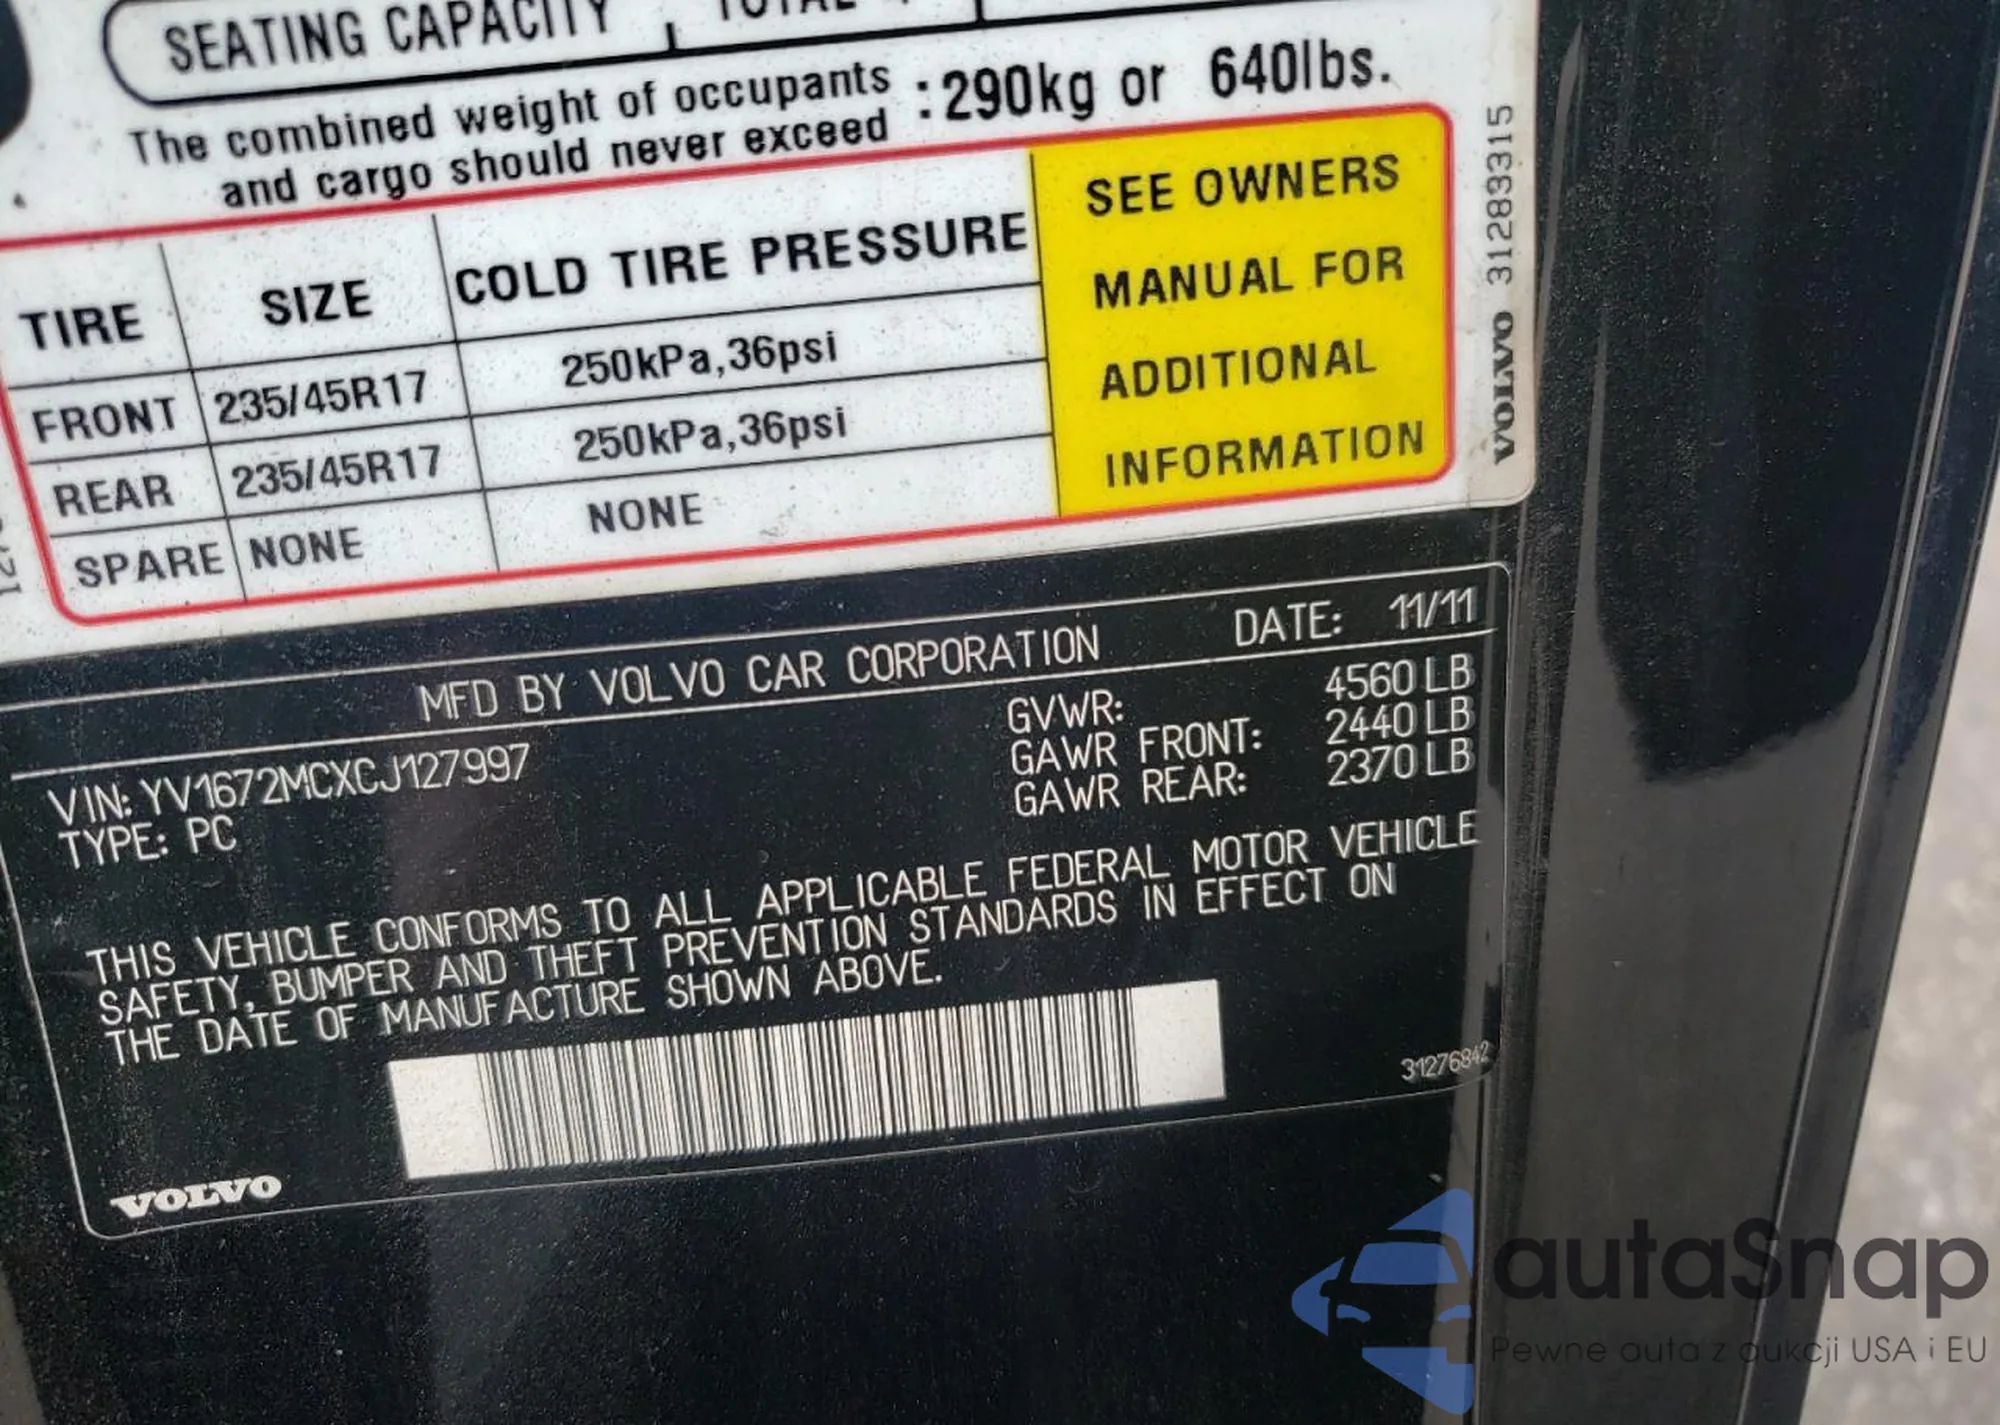 SEATING CAPACITY TOTAL
The combined weight of occupants
and cargo should never exceed :290kg or 640lbs.
TIRE SIZE COLD TIRE PRESSURE
FRONT 235/45R17 250kPa,36psi
REAR 235/45R17 250kPa,36psi
SPARE NONE NONE
SEE OWNERS
MANUAL FOR
ADDITIONAL
INFORMATION
VOLVO 31283315
MFD BY VOLVO CAR CORPORATION DATE: 11/11
VIN: YV1672MCXCJ127997
TYPE: PC
GVWR: 4560 LB
GAWR FRONT: 2440 LB
GAWR REAR: 2370 LB
THIS VEHICLE CONFORMS TO ALL APPLICABLE FEDERAL MOTOR VEHICLE
SAFETY, BUMPER AND THEFT PREVENTION STANDARDS IN EFFECT ON
THE DATE OF MANUFACTURE SHOWN ABOVE.
31276842
VOLVO
autaSnap
Pewne auta z aukcji USA i EU